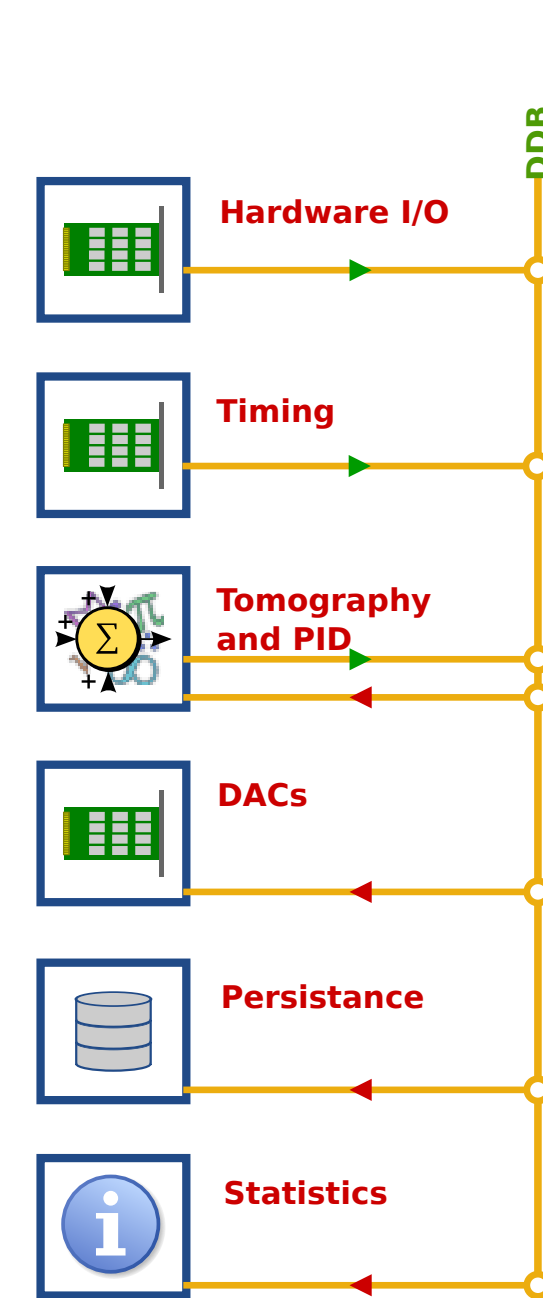 DDB
Hardware I/O
Timing
Σ
Tomography
and PID
DACs
Persistance
Statistics